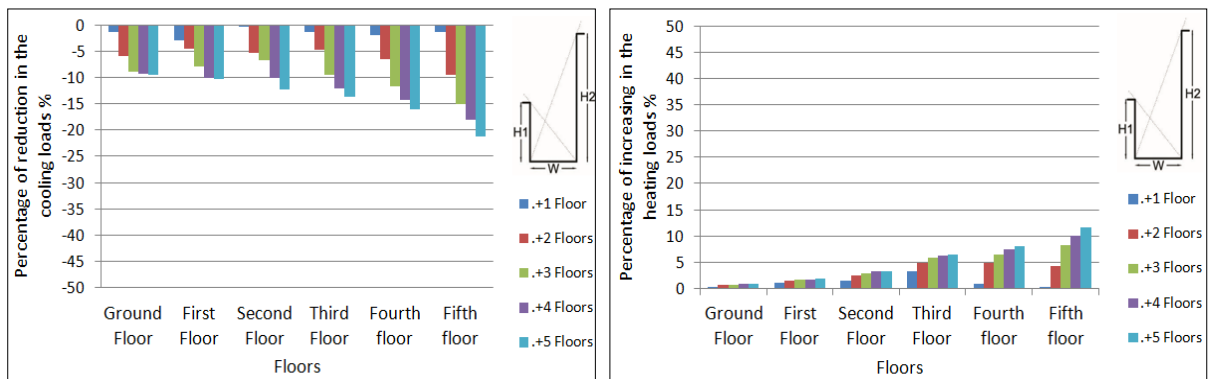 Percentage of reduction in the
cooling loads %
0
-5
-10
-15
-20
-25
-30
-35
-40
-45
-50
Ground
Floor
First
Floor
Second
Floor
Third
Floor
Fourth
floor
Fifth
floor
Floors
H1
H2
W
.+1 Floor
.+2 Floors
.+3 Floors
.+4 Floors
.+5 Floors
Percentage of increasing in the
heating loads %
50
45
40
35
30
25
20
15
10
5
0
Ground
Floor
First
Floor
Second
Floor
Third
Floor
Fourth
floor
Fifth
floor
Floors
H1
H2
W
.+1 Floor
.+2 Floors
.+3 Floors
.+4 Floors
.+5 Floors